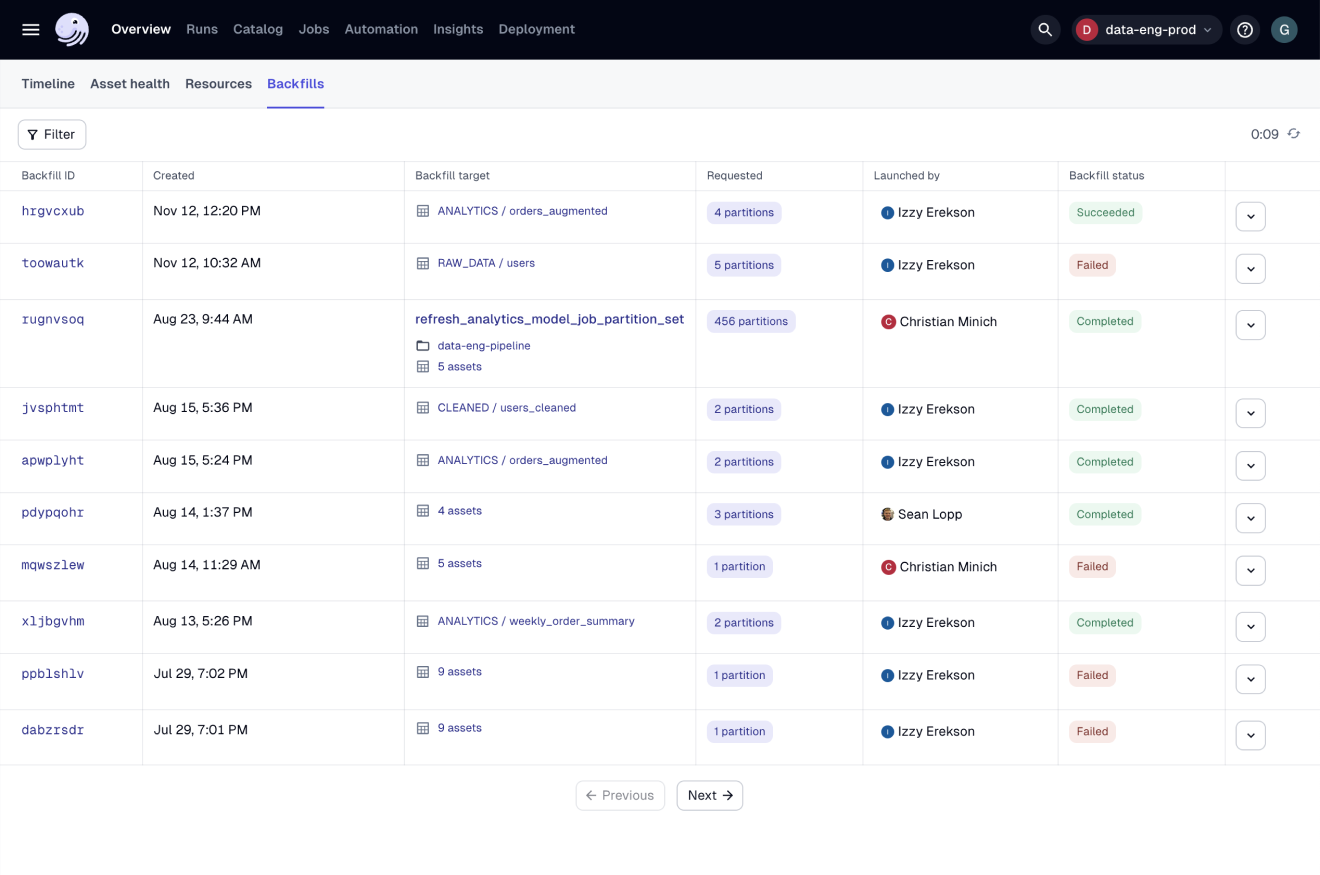 Overview Runs Catalog Jobs Automation Insights Deployment D data-eng-prod G
Timeline Asset health Resources Backfills
Filter 0:09
Backfill ID Created Backfill target Requested Launched by Backfill status
hrgvcxub Nov 12, 12:20 PM ANALYTICS / orders_augmented 4 partitions I Izzy Erekson Succeeded
toowautk Nov 12, 10:32 AM RAW_DATA / users 5 partitions I Izzy Erekson Failed
rugnvsoq Aug 23, 9:44 AM refresh_analytics_model_job_partition_set 456 partitions C Christian Minich Completed
data-eng-pipeline
5 assets
jvsphtmt Aug 15, 5:36 PM CLEANED / users_cleaned 2 partitions I Izzy Erekson Completed
apwplyht Aug 15, 5:24 PM ANALYTICS / orders_augmented 2 partitions I Izzy Erekson Completed
pdypqohr Aug 14, 1:37 PM 4 assets 3 partitions Sean Lopp Completed
mqwszlew Aug 14, 11:29 AM 5 assets 1 partition C Christian Minich Failed
xljbgvhm Aug 13, 5:26 PM ANALYTICS / weekly_order_summary 2 partitions I Izzy Erekson Completed
ppblshlv Jul 29, 7:02 PM 9 assets 1 partition I Izzy Erekson Failed
dabzrsdr Jul 29, 7:01 PM 9 assets 1 partition I Izzy Erekson Failed
Previous Next